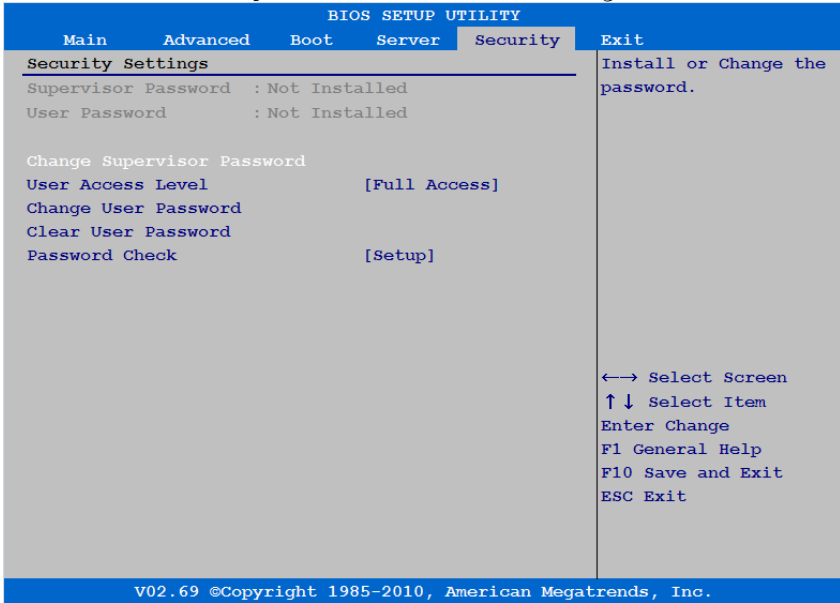 BIOS SETUP UTILITY
Main Advanced Boot Server Security Exit
Security Settings
Supervisor Password : Not Installed
User Password : Not Installed
Change Supervisor Password
User Access Level [Full Access]
Change User Password
Clear User Password
Password Check [Setup]
Install or Change the
password.
←→ Select Screen
↑↓ Select Item
Enter Change
F1 General Help
F10 Save and Exit
ESC Exit
V02.69 ©Copyright 1985-2010, American Megatrends, Inc.